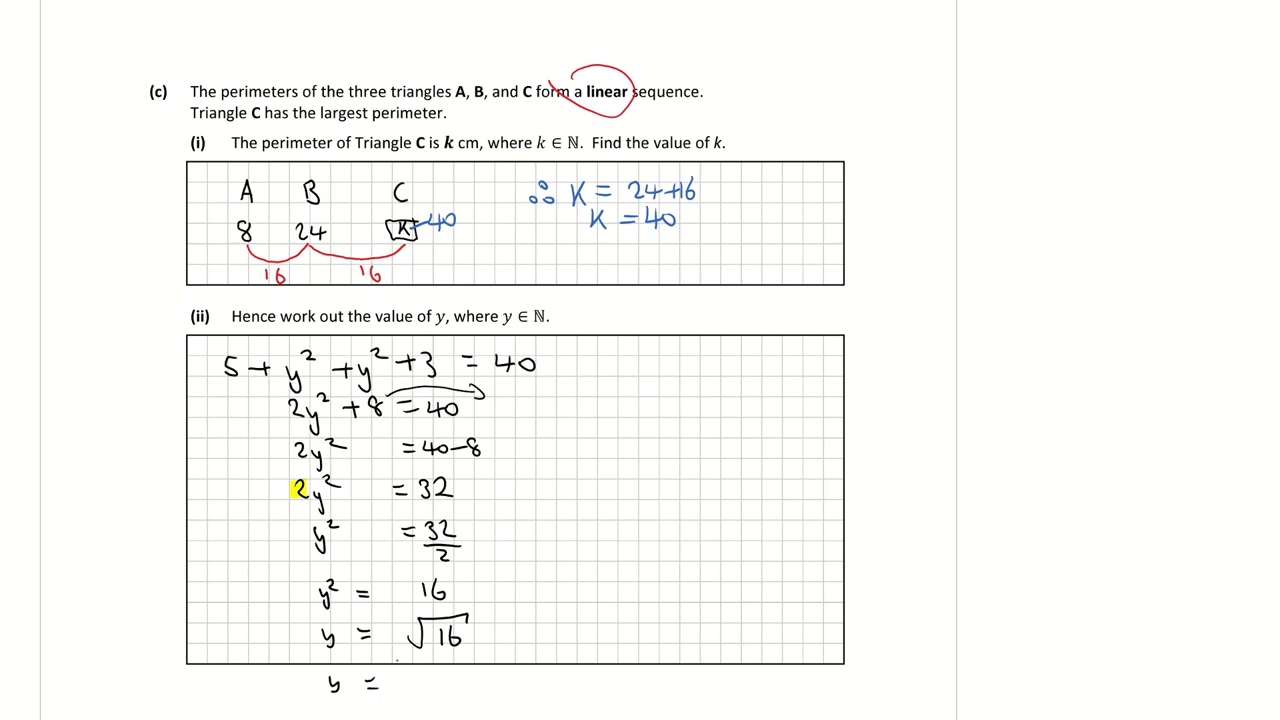 (c) The perimeters of the three triangles A, B, and C form a linear sequence.
Triangle C has the largest perimeter.
(i) The perimeter of Triangle C is k cm, where k ∈ ℕ. Find the value of k.
A B C ∴ K = 24+16
8 24 K 40 K = 40
16 16
(ii) Hence work out the value of y, where y ∈ ℕ.
5 + y² + y² + 3 = 40
2y² + 8 = 40
2y² = 40-8
2y² = 32
y² = 32/2
y² = 16
y = √16
y =